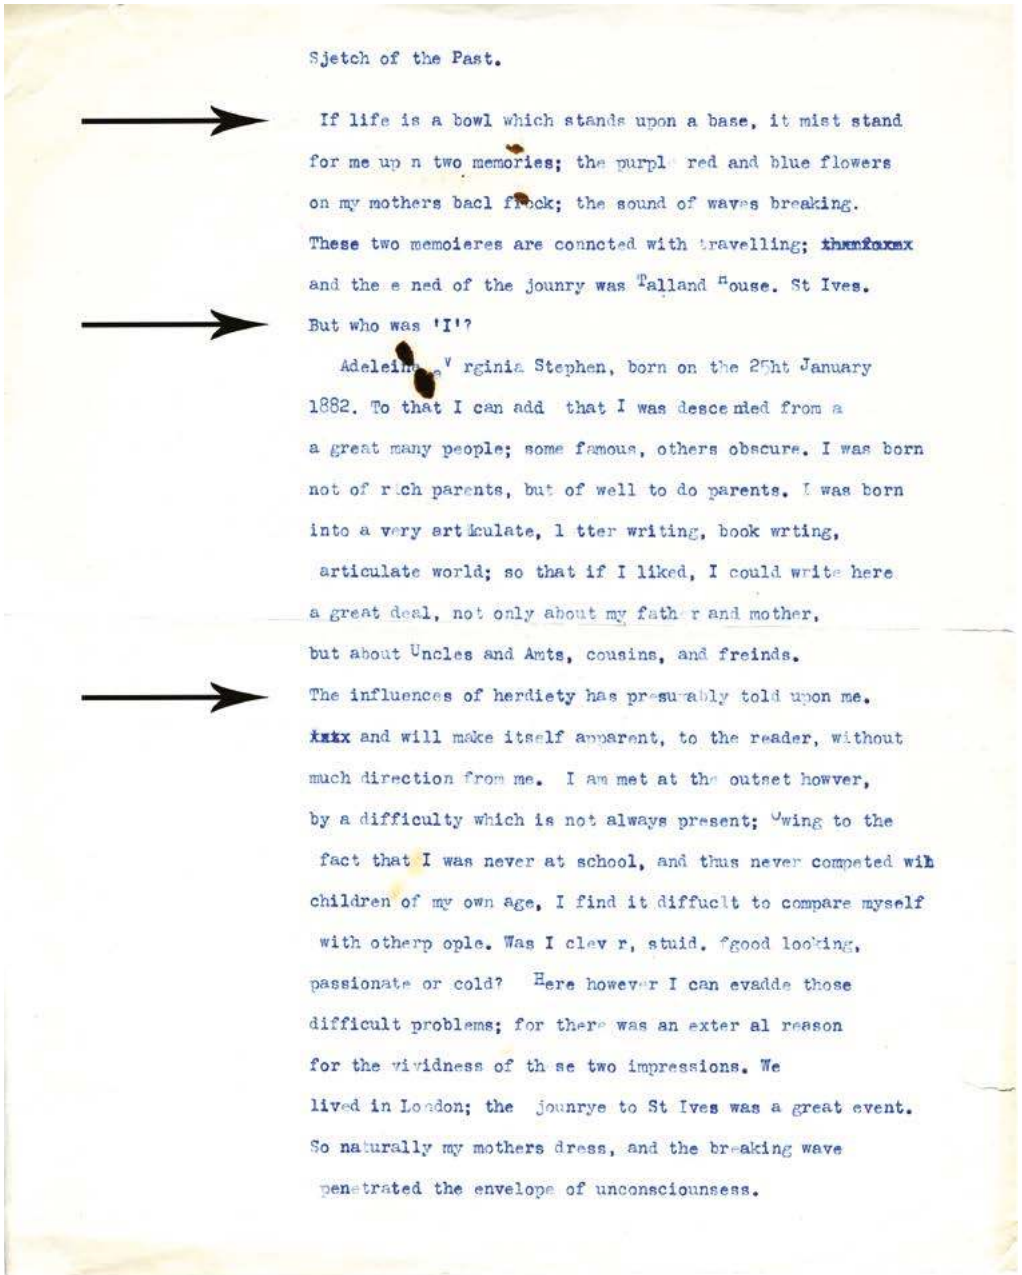 Sjetch of the Past.
If life is a bowl which stands upon a base, it mist stand
for me up n two memories; the purpl red and blue flowers
on my mothers bacl frock; the sound of waves breaking.
These two memoieres are conncted with travelling;
and the e ned of the jounry was Talland House. St Ives.
But who was 'I'?
Adeleine V rginia Stephen, born on the 25ht January
1882. To that I can add that I was descended from a
a great many people; some famous, others obscure. I was born
not of rich parents, but of well to do parents. I was born
into a very articulate, l tter writing, book wrting,
articulate world; so that if I liked, I could write here
a great deal, not only about my fath r and mother,
but about Uncles and Amts, cousins, and freinds.
The influences of herdiety has presumably told upon me.
and will make itself apparent, to the reader, without
much direction from me. I am met at the outset howver,
by a difficulty which is not always present; Owing to the
fact that I was never at school, and thus never competed wih
children of my own age, I find it diffuclt to compare myself
with otherp ople. Was I clev r, stuid. fgood looking,
passionate or cold? Here however I can evadde those
difficult problems; for there was an exter al reason
for the vividness of th se two impressions. We
lived in London; the jounrye to St Ives was a great event.
So naturally my mothers dress, and the breaking wave
penetrated the envelope of unconsciounsess.